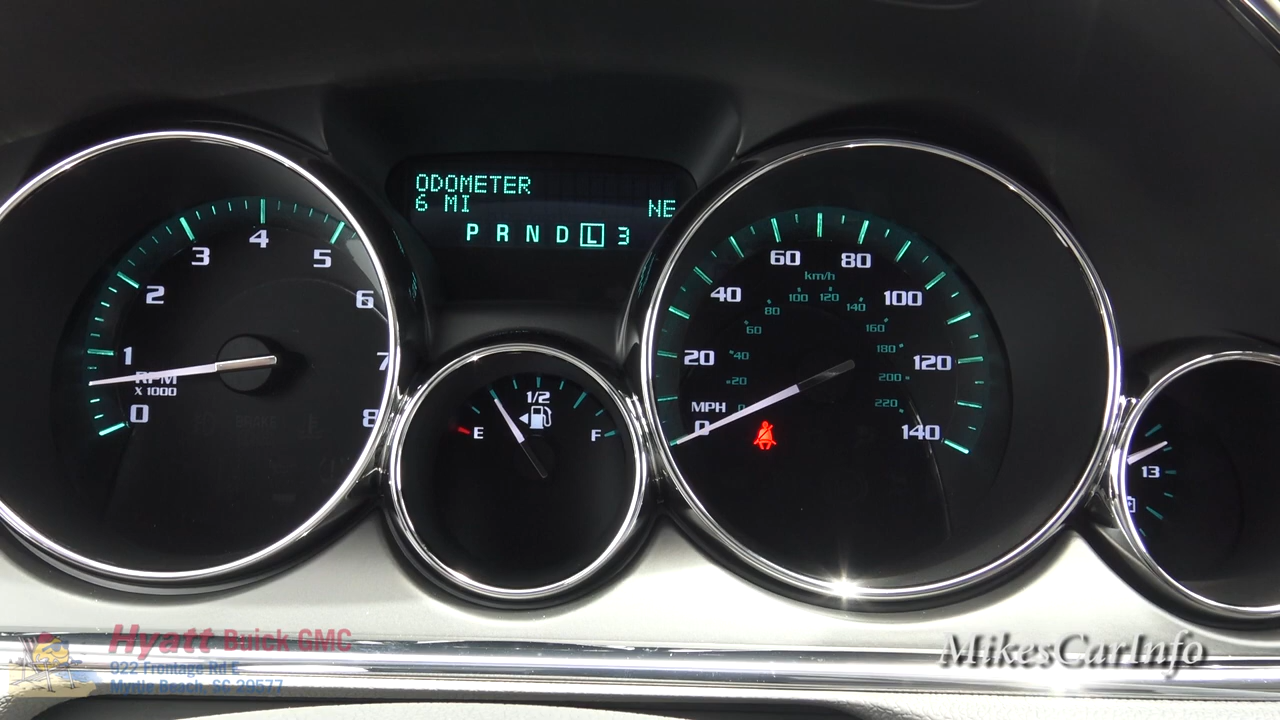 ODOMETER
6 MI NE
P R N D L 3
0 1 2 3 4 5 6 7 8
RPM
X 1000
E 1/2 F
0 20 40 60 80 100 120 140
MPH
km/h
0 20 40 60 80 100 120 140 160 180 200 220
13
BRAKE
Hyatt Buick GMC
922 Frontage Rd E
Myrtle Beach, SC 29577
MikesCarInfo